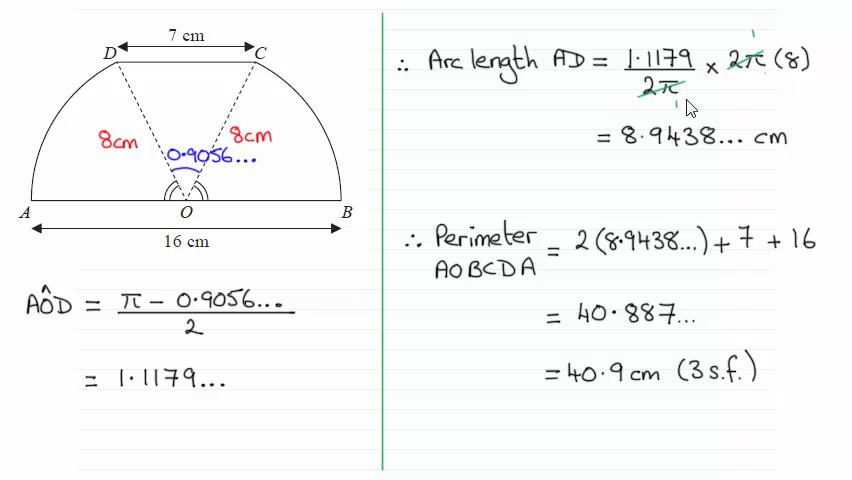 7 cm
D C
8cm 8cm
0.9056...
A O B
16 cm
AÔD = π - 0.9056... / 2
= 1.1179...
∴ Arc length AD = 1.1179 / 2π × 2π (8)
1
1
= 8.9438... cm
∴ Perimeter AOBCDA = 2(8.9438...) + 7 + 16
= 40.887...
= 40.9 cm (3 s.f.)